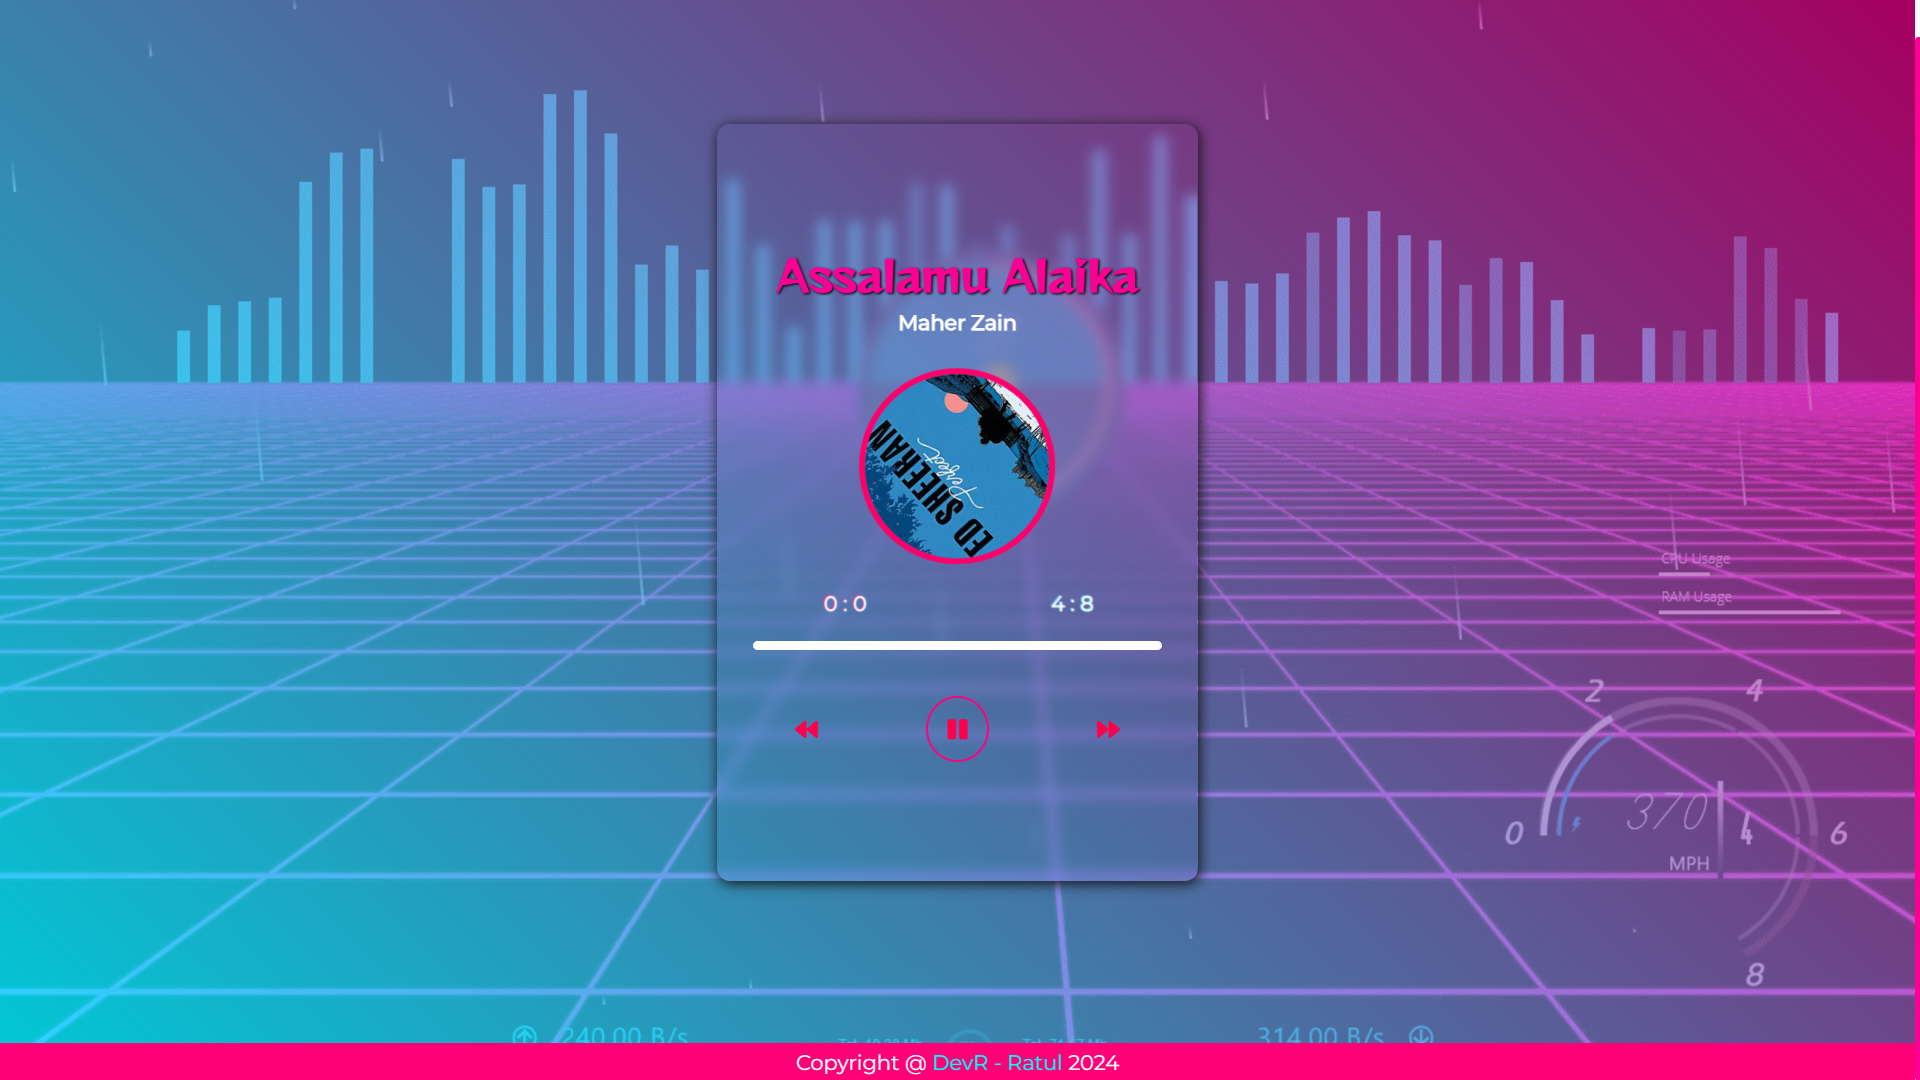 Assalamu Alaika
Maher Zain
ED SHEERAN
Perfect
0 : 0
4 : 8
CPU Usage
RAM Usage
2
4
370
0
4
6
MPH
8
240.00 B/s
314.00 B/s
Copyright @ DevR - Ratul 2024